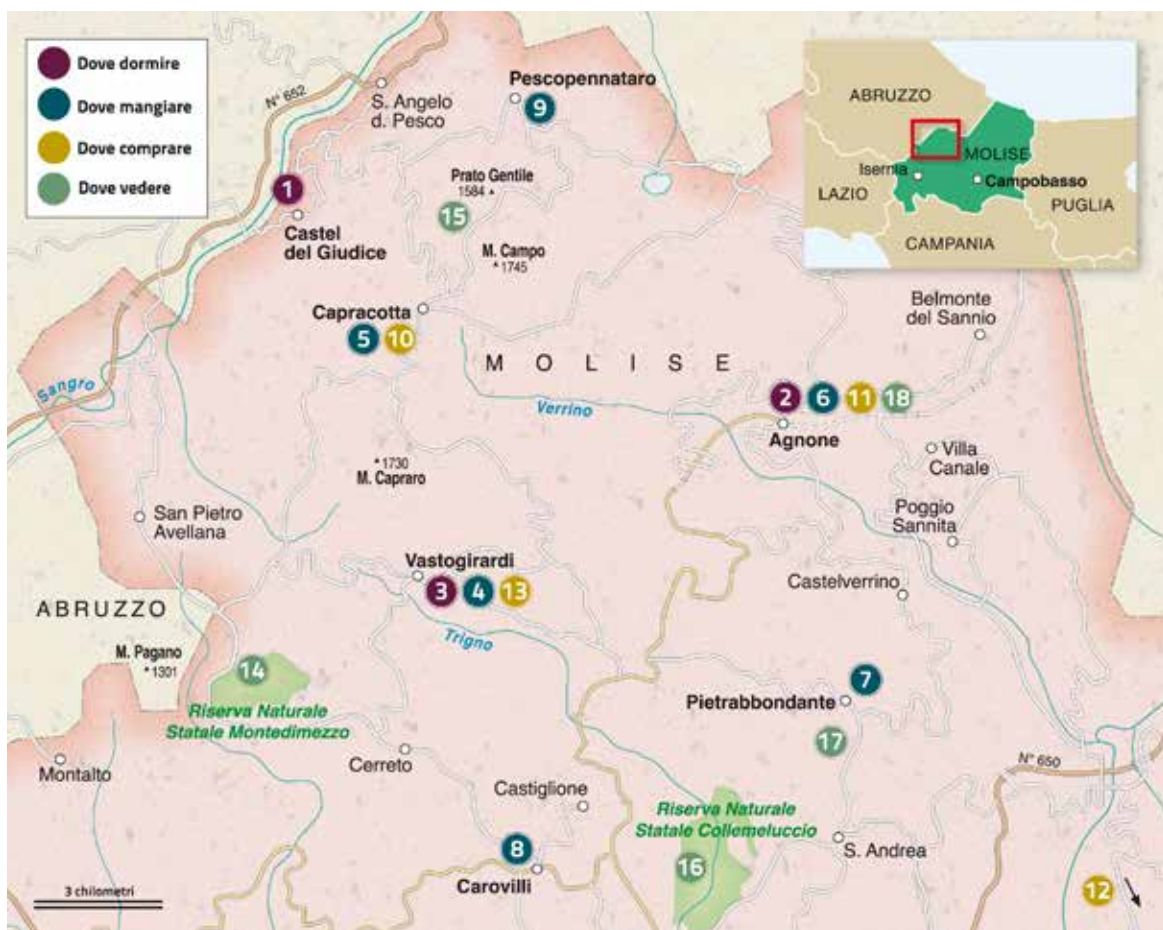 Dove dormire
Dove mangiare
Dove comprare
Dove vedere
N° 652
S. Angelo
d. Pesco
Pescopennataro
9
ABRUZZO
MOLISE
Isernia
Campobasso
LAZIO
PUGLIA
CAMPANIA
1
Castel
del Giudice
Prato Gentile
1584
15
M. Campo
1745
Capracotta
5
10
Belmonte
del Sannio
MOLISE
Sangro
Verrino
2
6
11
18
Agnone
Villa
Canale
1730
M. Capraro
San Pietro
Avellana
Poggio
Sannita
Vastogirardi
3
4
13
Castelverrino
ABRUZZO
Trigno
M. Pagano
1301
14
Riserva Naturale
Statale Montedimezzo
7
Pietrabbondante
17
Montalto
Cerreto
N° 650
Castiglione
Riserva Naturale
Statale Collemeluccio
8
Carovilli
16
S. Andrea
12
3 chilometri